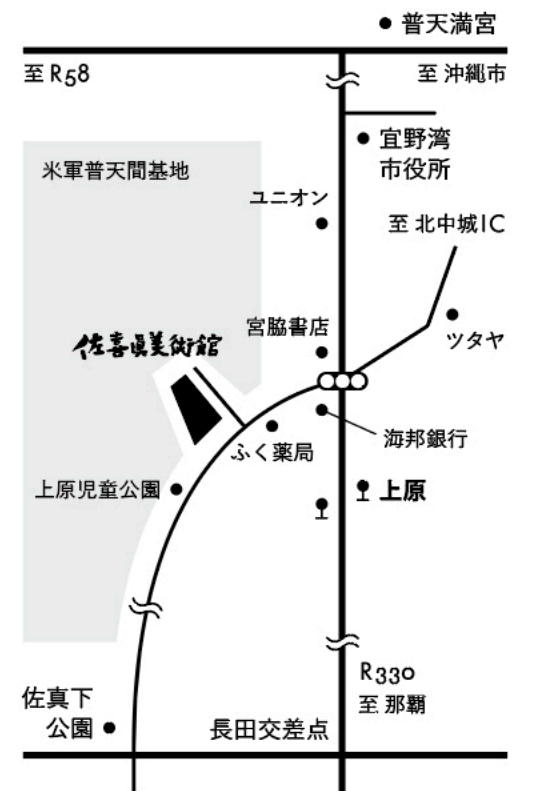 普天満宮
至 R58
至 沖縄市
宜野湾
市役所
米軍普天間基地
ユニオン
至 北中城IC
宮脇書店
佐喜眞美術館
ツタヤ
海邦銀行
ふく薬局
上原児童公園
上原
R330
至 那覇
佐真下
公園
長田交差点